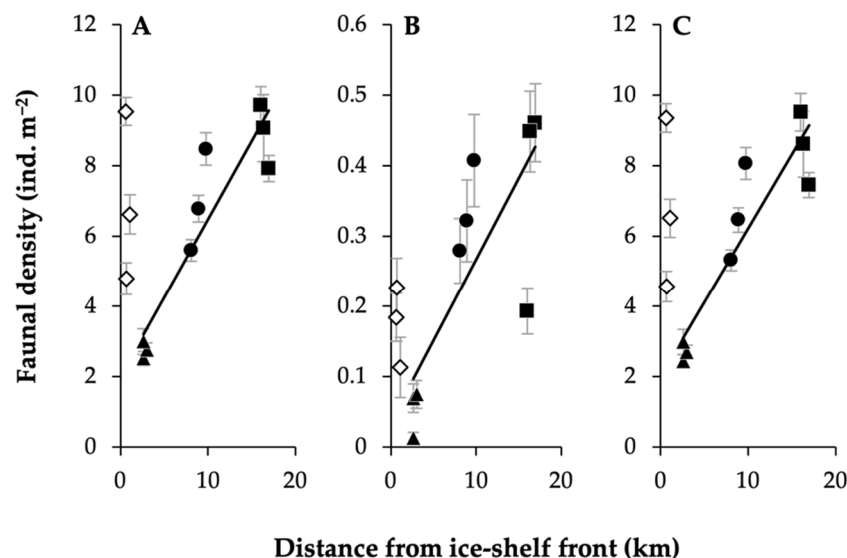 A B C
12 0.6 12
10 0.5 10
8 0.4 8
6 0.3 6
4 0.2 4
2 0.1 2
0 0 0
0 10 20 0 10 20 0 10 20
Faunal density (ind. m⁻²)
Distance from ice-shelf front (km)